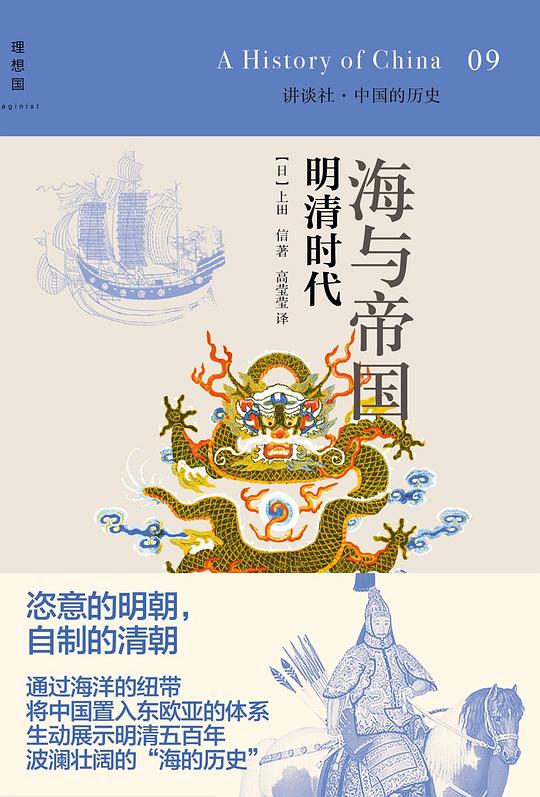 理想国
aginist
A History of China 09
讲谈社·中国的历史
海与帝国
明清时代
【日】上田 信 著 高莹莹 译
恣意的明朝，
自制的清朝
通过海洋的纽带
将中国置入东欧亚的体系
生动展示明清五百年
波澜壮阔的“海的历史”